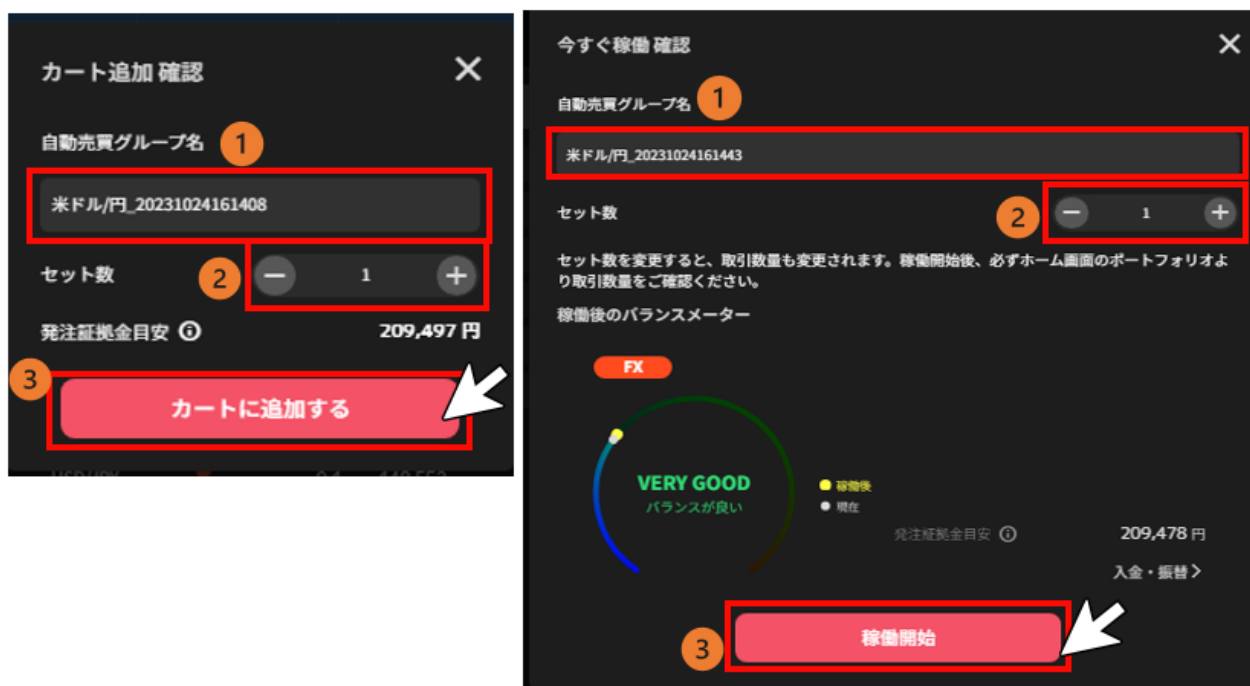 カート追加 確認
自動売買グループ名 1
米ドル/円_20231024161408
セット数 2 1
発注証拠金目安 209,497 円
3
カートに追加する
今すぐ稼働 確認
自動売買グループ名 1
米ドル/円_20231024161443
セット数 2 1
セット数を変更すると、取引数量も変更されます。稼働開始後、必ずホーム画面のポートフォリオよ
り取引数量をご確認ください。
稼働後のバランスメーター
FX
VERY GOOD
バランスが良い
稼働後
現在
発注証拠金目安 209,478 円
入金・振替
3 稼働開始